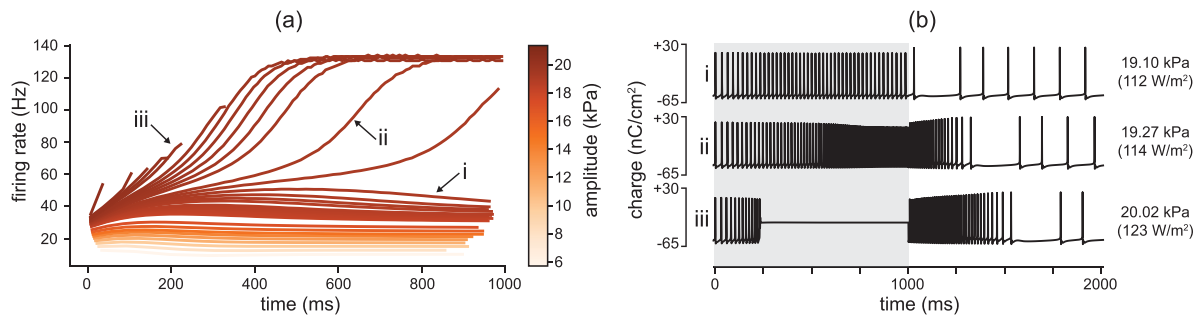 (a)
firing rate (Hz)
140
120
100
80
60
40
20
0
200
400
600
800
1000
time (ms)
iii
ii
i
amplitude (kPa)
20
18
16
14
12
10
8
6
(b)
charge (nC/cm²)
i
+30
-65
19.10 kPa
(112 W/m²)
ii
+30
-65
19.27 kPa
(114 W/m²)
iii
+30
-65
20.02 kPa
(123 W/m²)
0
1000
2000
time (ms)